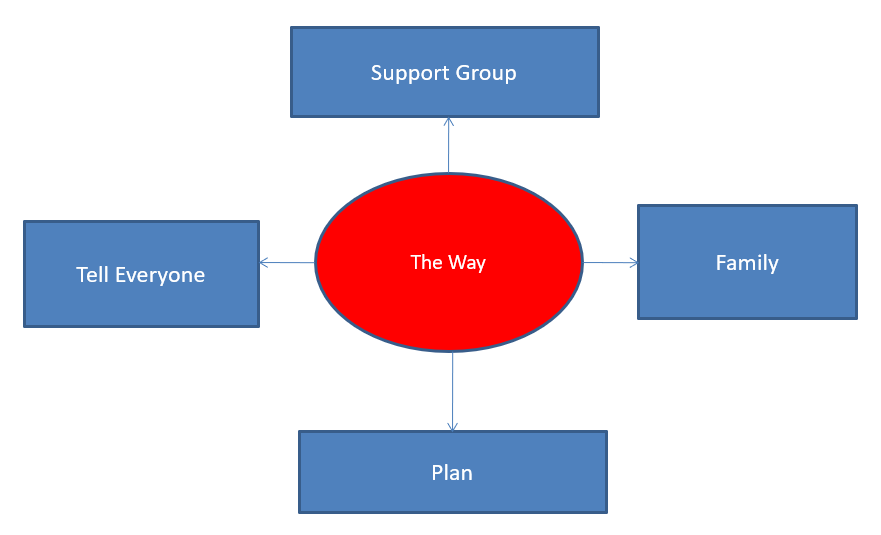 Support Group
Tell Everyone
The Way
Family
Plan